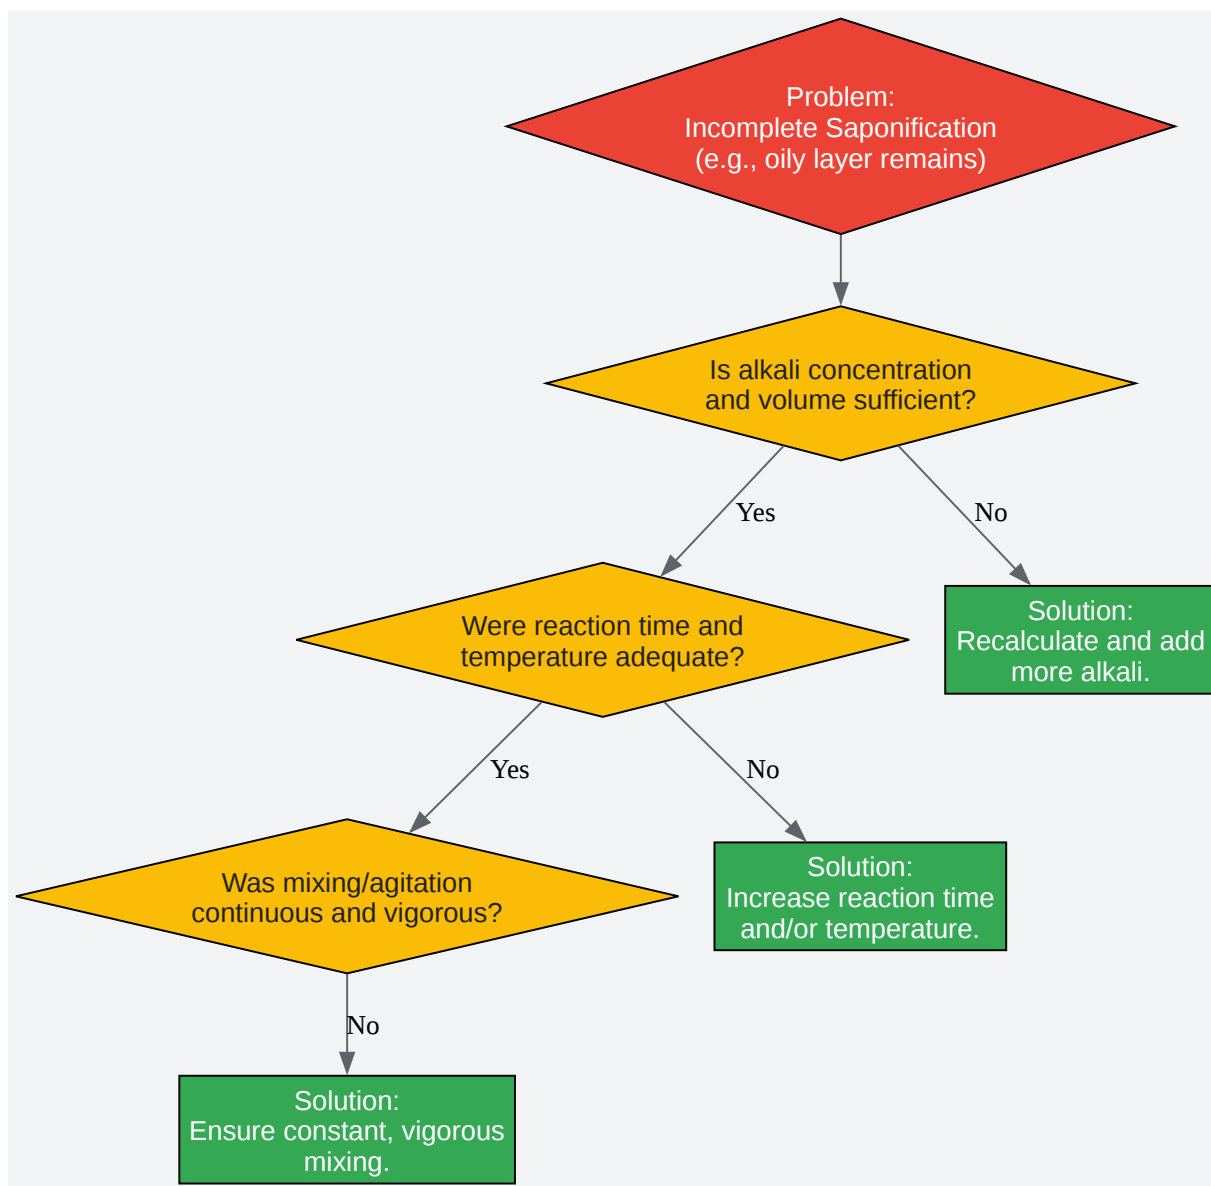 Problem:
Incomplete Saponification
(e.g., oily layer remains)
Is alkali concentration
and volume sufficient?
Yes
No
Were reaction time and
temperature adequate?
Solution:
Recalculate and add
more alkali.
Yes
No
Was mixing/agitation
continuous and vigorous?
Solution:
Increase reaction time
and/or temperature.
No
Solution:
Ensure constant, vigorous
mixing.